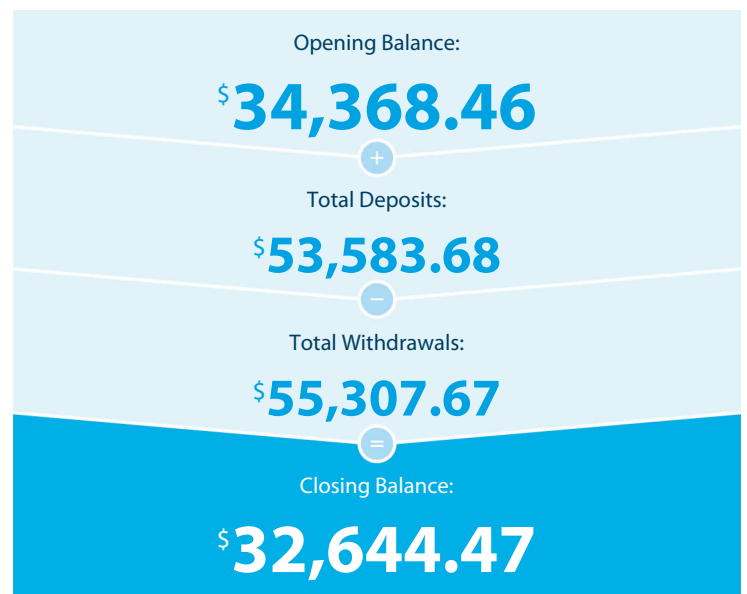 Opening Balance:
$34,368.46
+
Total Deposits:
$53,583.68
−
Total Withdrawals:
$55,307.67
=
Closing Balance:
$32,644.47